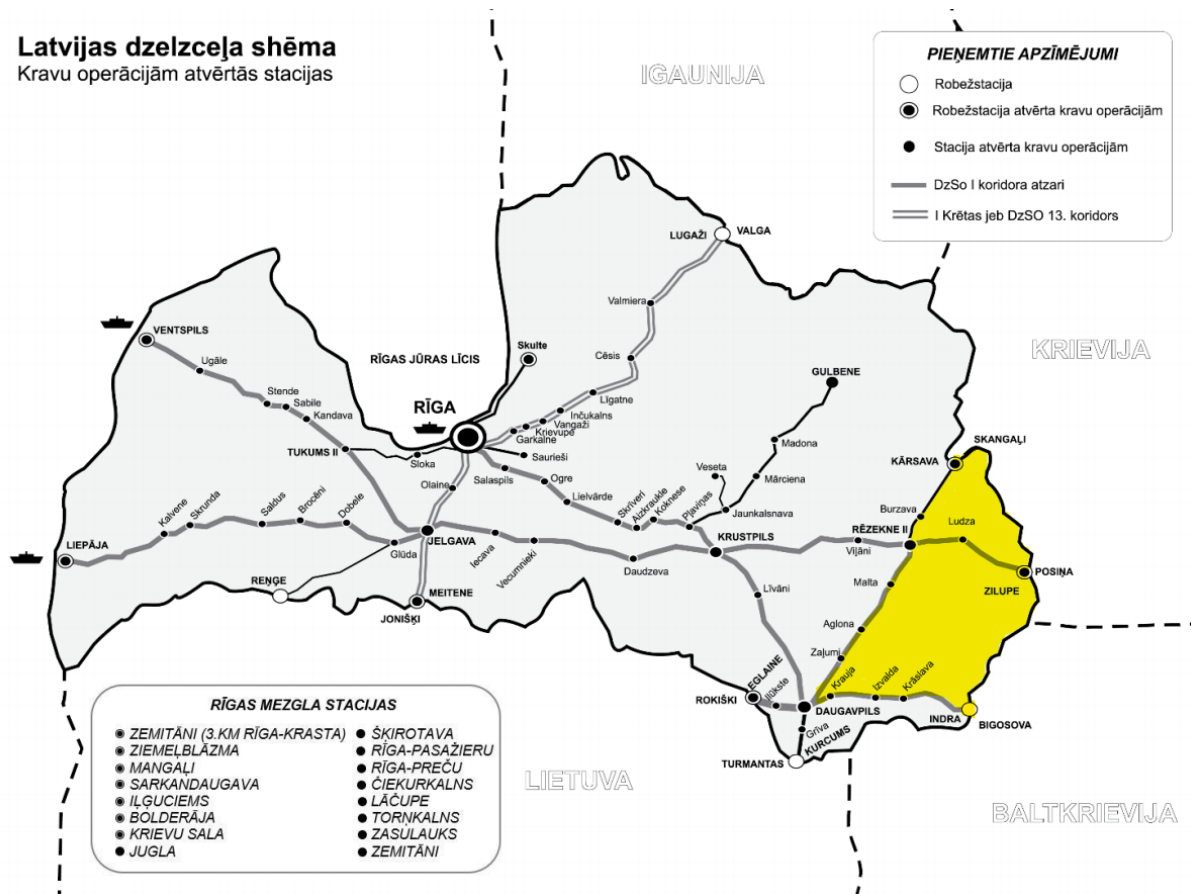 Latvijas dzelzceļa shēma
Kravu operācijām atvērtās stacijas
PIEŅEMTIE APZĪMĒJUMI
Robežstacija
Robežstacija atvērta kravu operācijām
Stacija atvērta kravu operācijām
DzSo I koridora atzari
I Krētas jeb DzSO 13. koridors
IGAUNIJA
KRIEVIJA
LIETUVA
BALTKRIEVIJA
RĪGAS JŪRAS LĪCIS
LUGAŽI
VALGA
Valmiera
Cēsis
Līgatne
Inčukalns
Vangaži
Krievupe
Garkalne
Skulte
RĪGA
Saurieši
VENTSPILS
Ugāle
Stende
Sabile
Kandava
TUKUMS II
Sloka
Olaine
Salaspils
Ogre
Lielvārde
Skrīveri
Aizkraukle
Koknese
Pļaviņas
Jaunkalsnava
Veseta
Mārciena
Madona
GULBENE
SKANGAĻI
KĀRSAVA
Burzava
RĒZEKNE II
Ludza
POSIŅA
ZILUPE
Viļāni
KRUSTPILS
Malta
Līvāni
Aglona
Zaļumi
Krauja
Izvalda
Krāslava
INDRA
BIGOSOVA
DAUGAVPILS
EGLAINE
Ilūkste
ROKIŠKI
Grīva
KURCUMS
TURMANTAS
LIEPĀJA
Kalvene
Skrunda
Saldus
Brocēni
Dobele
Glūda
JELGAVA
Iecava
Vecumnieki
Daudzeva
REŅĢE
MEITENE
JONIŠĶI
RĪGAS MEZGLA STACIJAS
ZEMITĀNI (3.KM RĪGA-KRASTA)
ZIEMEĻBLĀZMA
MANGAĻI
SARKANDAUGAVA
IĻĢUCIEMS
BOLDERĀJA
KRIEVU SALA
JUGLA
ŠĶIROTAVA
RĪGA-PASAŽIERU
RĪGA-PREČU
ČIEKURKALNS
LĀČUPE
TORŅKALNS
ZASULAUKS
ZEMITĀNI